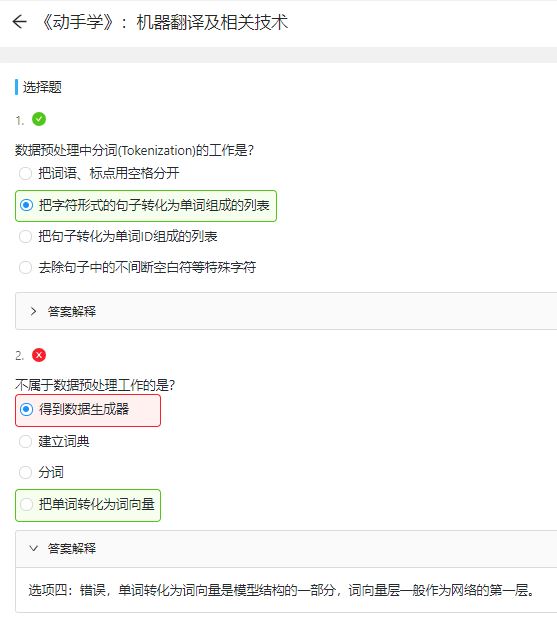 《动手学》：机器翻译及相关技术
选择题
1.
数据预处理中分词(Tokenization)的工作是？
把词语、标点用空格分开
把字符形式的句子转化为单词组成的列表
把句子转化为单词ID组成的列表
去除句子中的不间断空白符等特殊字符
答案解释
2.
不属于数据预处理工作的是？
得到数据生成器
建立词典
分词
把单词转化为词向量
答案解释
选项四：错误，单词转化为词向量是模型结构的一部分，词向量层一般作为网络的第一层。